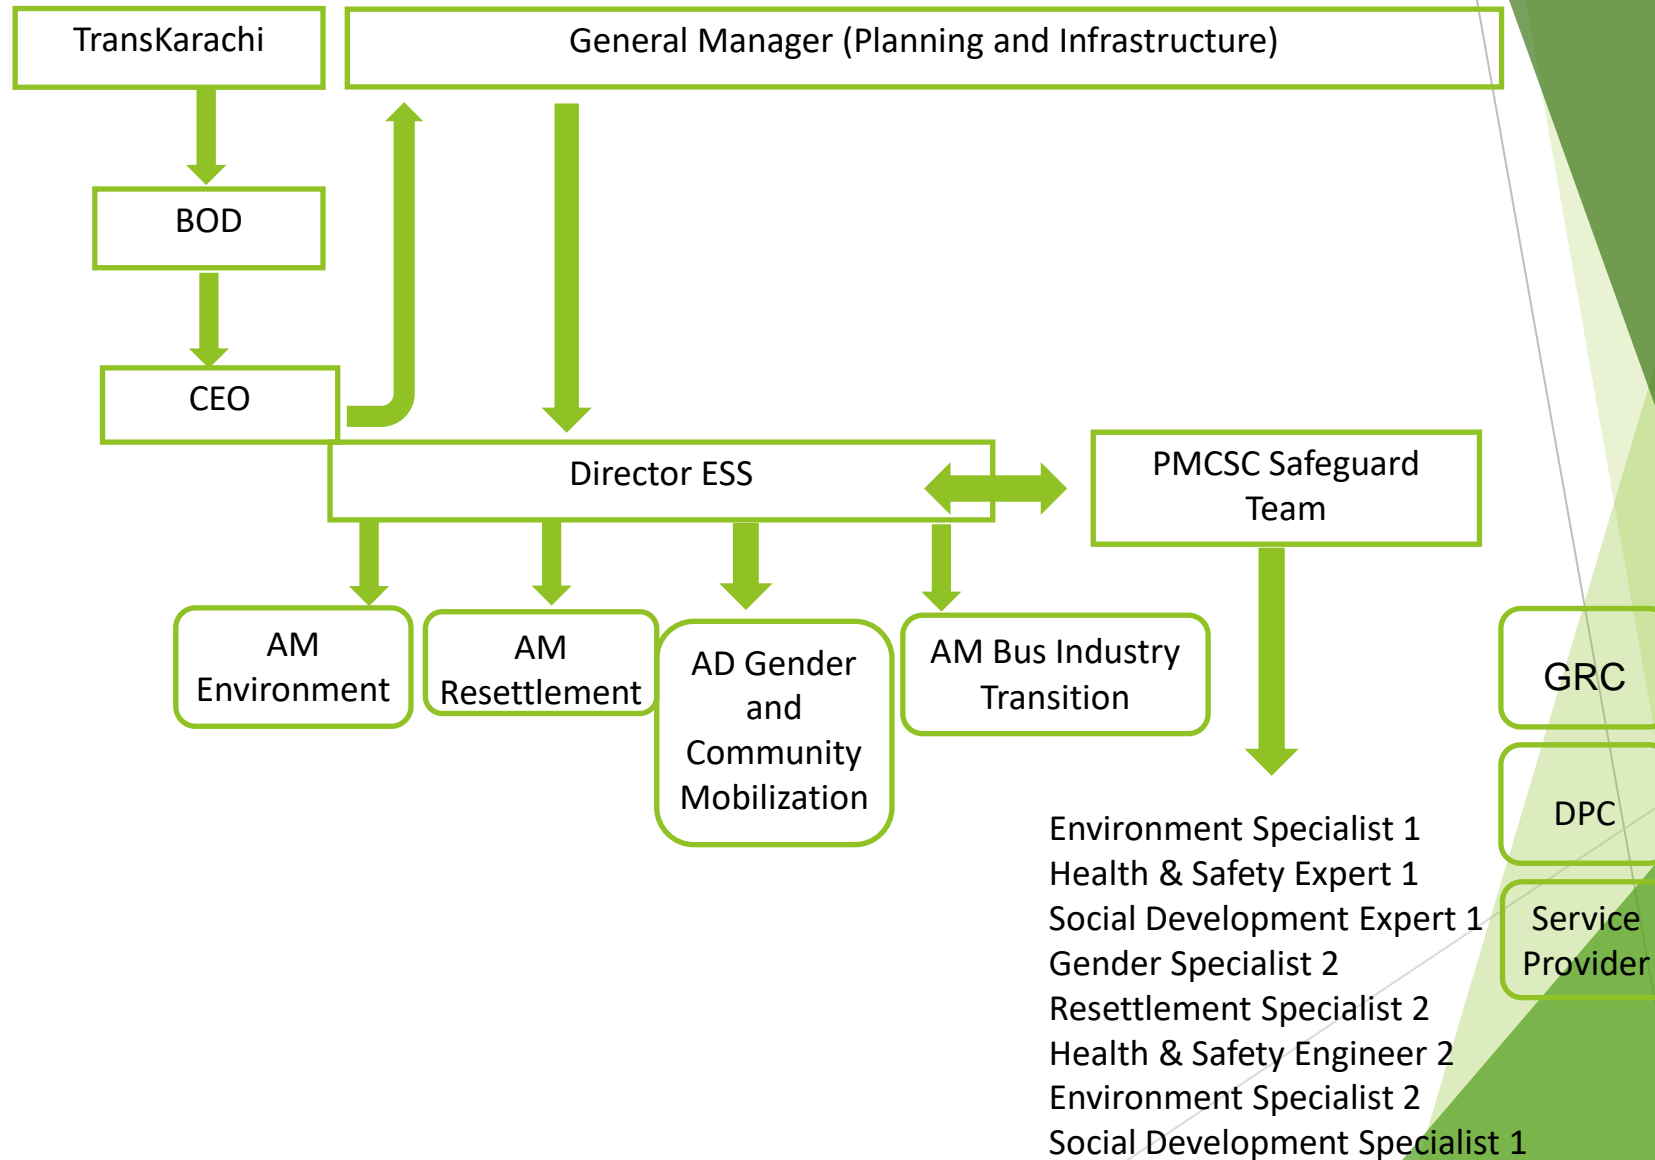 TransKarachi
General Manager (Planning and Infrastructure)
BOD
CEO
Director ESS
PMCSC Safeguard
Team
AM
Environment
AM
Resettlement
AD Gender
and
Community
Mobilization
AM Bus Industry
Transition
GRC
DPC
Service
Provider
Environment Specialist 1
Health & Safety Expert 1
Social Development Expert 1
Gender Specialist 2
Resettlement Specialist 2
Health & Safety Engineer 2
Environment Specialist 2
Social Development Specialist 1